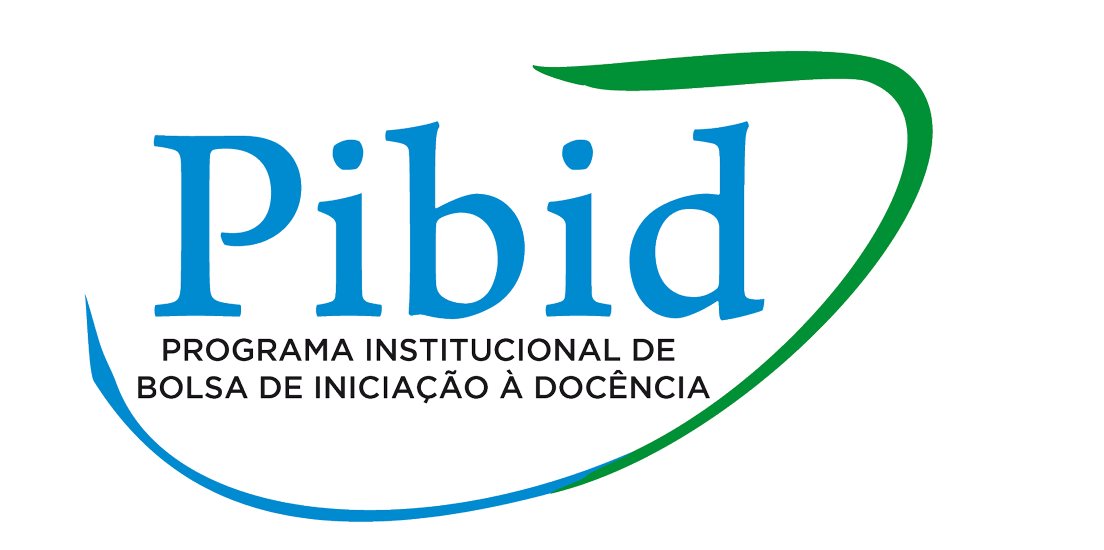 Pibid
PROGRAMA INSTITUCIONAL DE
BOLSA DE INICIAÇÃO À DOCÊNCIA